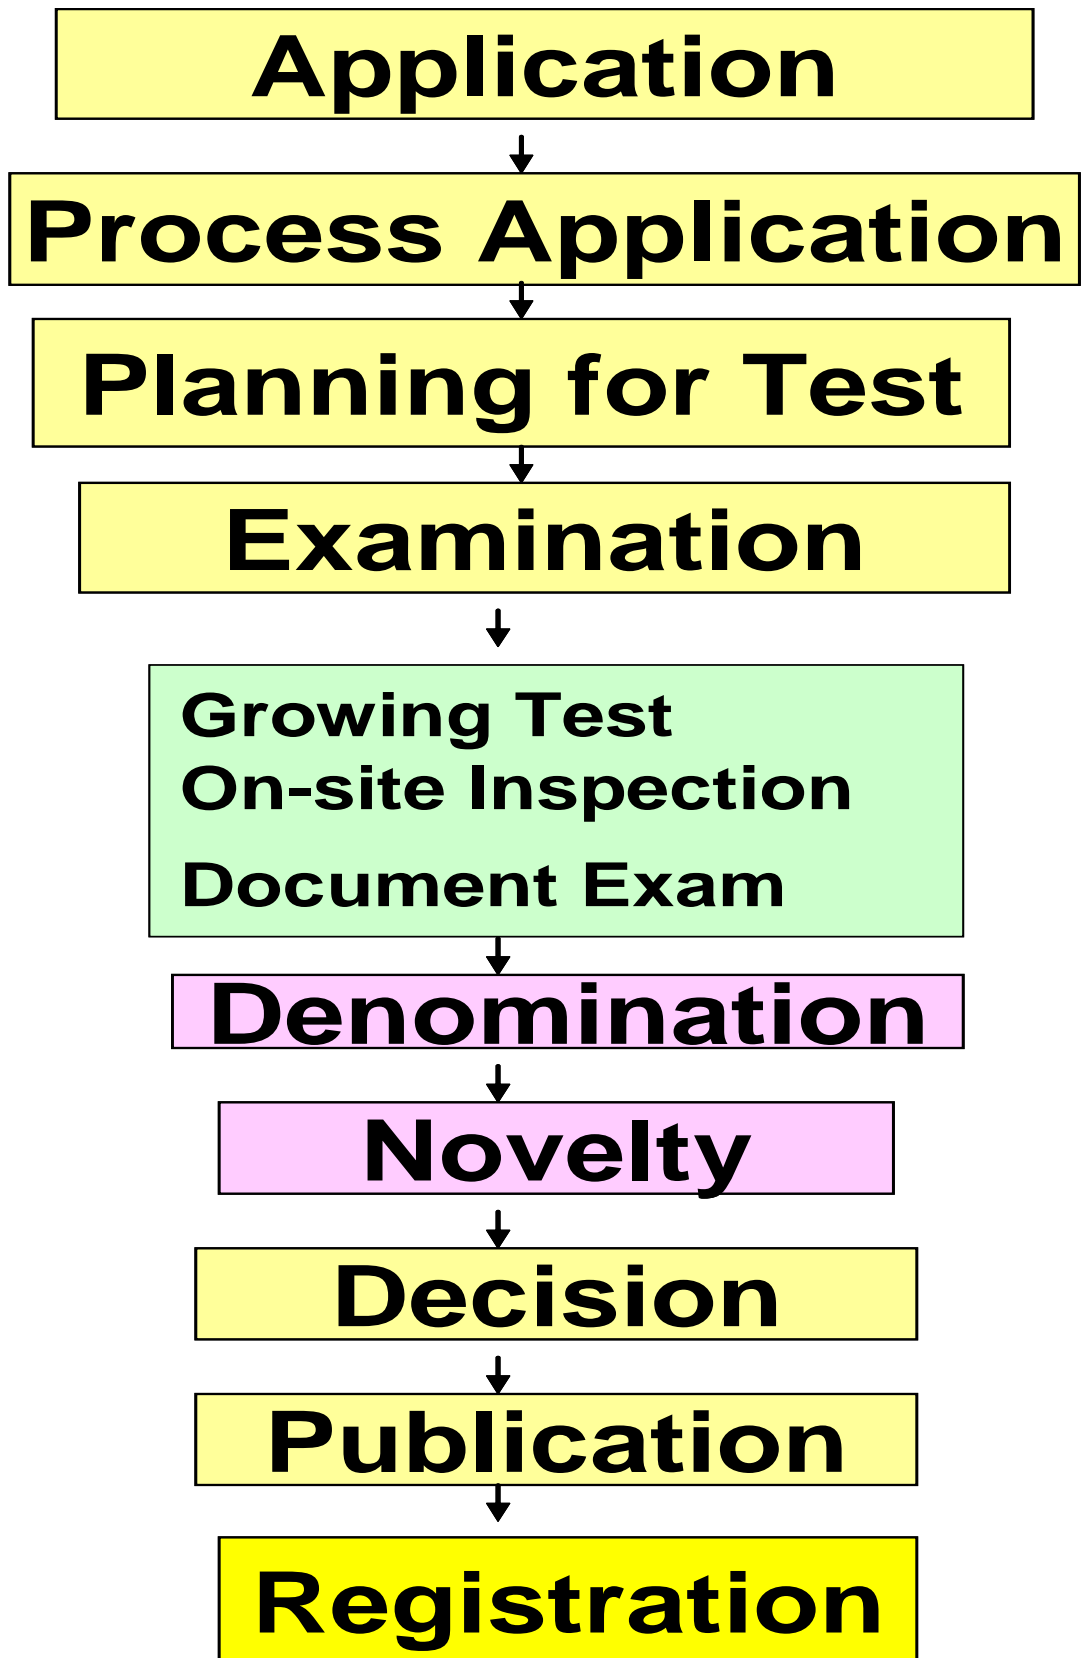 Application
Process Application
Planning for Test
Examination
Growing Test
On-site Inspection
Document Exam
Denomination
Novelty
Decision
Publication
Registration